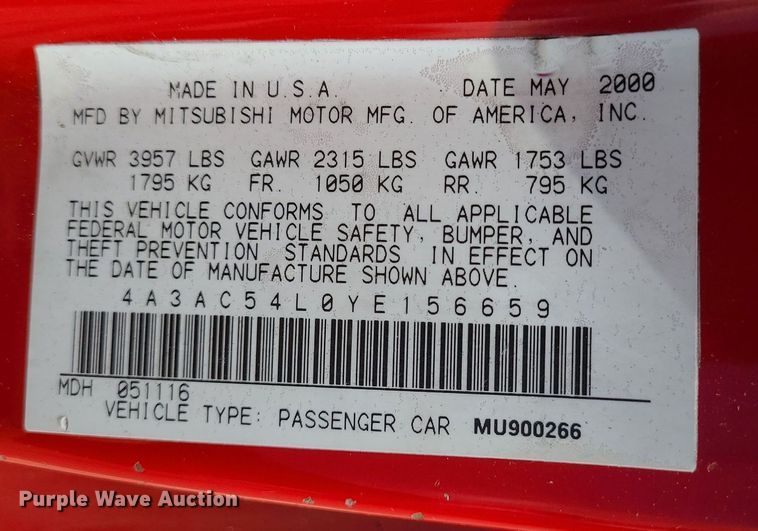 MADE IN U.S.A. DATE MAY 2000
MFD BY MITSUBISHI MOTOR MFG. OF AMERICA, INC.
GVWR 3957 LBS GAWR 2315 LBS GAWR 1753 LBS
1795 KG FR. 1050 KG RR. 795 KG
THIS VEHICLE CONFORMS TO ALL APPLICABLE
FEDERAL MOTOR VEHICLE SAFETY, BUMPER, AND
THEFT PREVENTION STANDARDS IN EFFECT ON
THE DATE OF MANUFACTURE SHOWN ABOVE.
4A3AC54L0YE156659
MDH 051116
VEHICLE TYPE: PASSENGER CAR MU900266
Purple Wave Auction